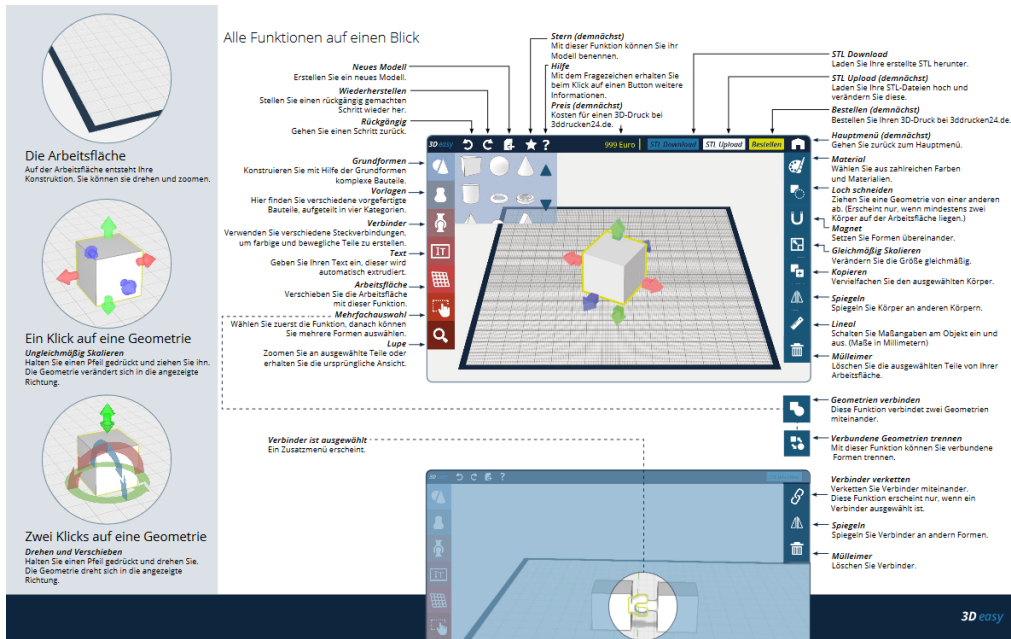 Alle Funktionen auf einen Blick
Die Arbeitsfläche
Auf der Arbeitsfläche entsteht Ihre
Konstruktion. Sie können sie drehen und zoomen.
Ein Klick auf eine Geometrie
Ungleichmäßig Skalieren
Halten Sie einen Pfeil gedrückt und ziehen Sie ihn.
Die Geometrie verändert sich in die angezeigte
Richtung.
Zwei Klicks auf eine Geometrie
Drehen und Verschieben
Halten Sie einen Pfeil gedrückt und drehen Sie.
Die Geometrie dreht sich in die angezeigte
Richtung.
Neues Modell
Erstellen Sie ein neues Modell.
Wiederherstellen
Stellen Sie einen rückgängig gemachten
Schritt wieder her.
Rückgängig
Gehen Sie einen Schritt zurück.
Grundformen
Konstruieren Sie mit Hilfe der Grundformen
komplexe Bauteile.
Vorlagen
Hier finden Sie verschiedene vorgefertigte
Bauteile, aufgeteilt in vier Kategorien.
Verbinder
Verwenden Sie verschiedene Steckverbindungen,
um farbige und bewegliche Teile zu erstellen.
Text
Geben Sie Ihren Text ein, dieser wird
automatisch extrudiert.
Arbeitsfläche
Verschieben Sie die Arbeitsfläche
mit dieser Funktion.
Mehrfachauswahl
Wählen Sie zuerst die Funktion, danach können
Sie mehrere Formen auswählen.
Lupe
Zoomen Sie an ausgewählte Teile oder
erhalten Sie die ursprüngliche Ansicht.
Stern (demnächst)
Mit dieser Funktion können Sie ihr
Modell benennen.
Hilfe
Mit dem Fragezeichen erhalten Sie
beim Klick auf einen Button weitere
Informationen.
Preis (demnächst)
Kosten für einen 3D-Druck bei
3ddrucken24.de.
3D easy
?
999 Euro
STL Download
STL Upload
Bestellen
IT
STL Download
Laden Sie Ihre erstellte STL herunter.
STL Upload (demnächst)
Laden Sie Ihre STL-Dateien hoch und
verändern Sie diese.
Bestellen (demnächst)
Bestellen Sie Ihren 3D-Druck bei 3ddrucken24.de.
Hauptmenü (demnächst)
Gehen Sie zurück zum Hauptmenü.
Material
Wählen Sie aus zahlreichen Farben
und Materialien.
Loch schneiden
Ziehen Sie eine Geometrie von einer anderen
ab. (Erscheint nur, wenn mindestens zwei
Körper auf der Arbeitsfläche liegen.)
Magnet
Setzen Sie Formen übereinander.
Gleichmäßig Skalieren
Verändern Sie die Größe gleichmäßig.
Kopieren
Vervielfachen Sie den ausgewählten Körper.
Spiegeln
Spiegeln Sie Körper an anderen Körpern.
Lineal
Schalten Sie Maßangaben am Objekt ein und
aus. (Maße in Millimetern)
Mülleimer
Löschen Sie die ausgewählten Teile von Ihrer
Arbeitsfläche.
Geometrien verbinden
Diese Funktion verbindet zwei Geometrien
miteinander.
Verbundene Geometrien trennen
Mit dieser Funktion können Sie verbundene
Formen trennen.
Verbinder ist ausgewählt
Ein Zusatzmenü erscheint.
?
IT
Verbinder verketten
Verketten Sie Verbinder miteinander.
Diese Funktion erscheint nur, wenn ein
Verbinder ausgewählt ist.
Spiegeln
Spiegeln Sie Verbinder an andern Formen.
Mülleimer
Löschen Sie Verbinder.
3D easy